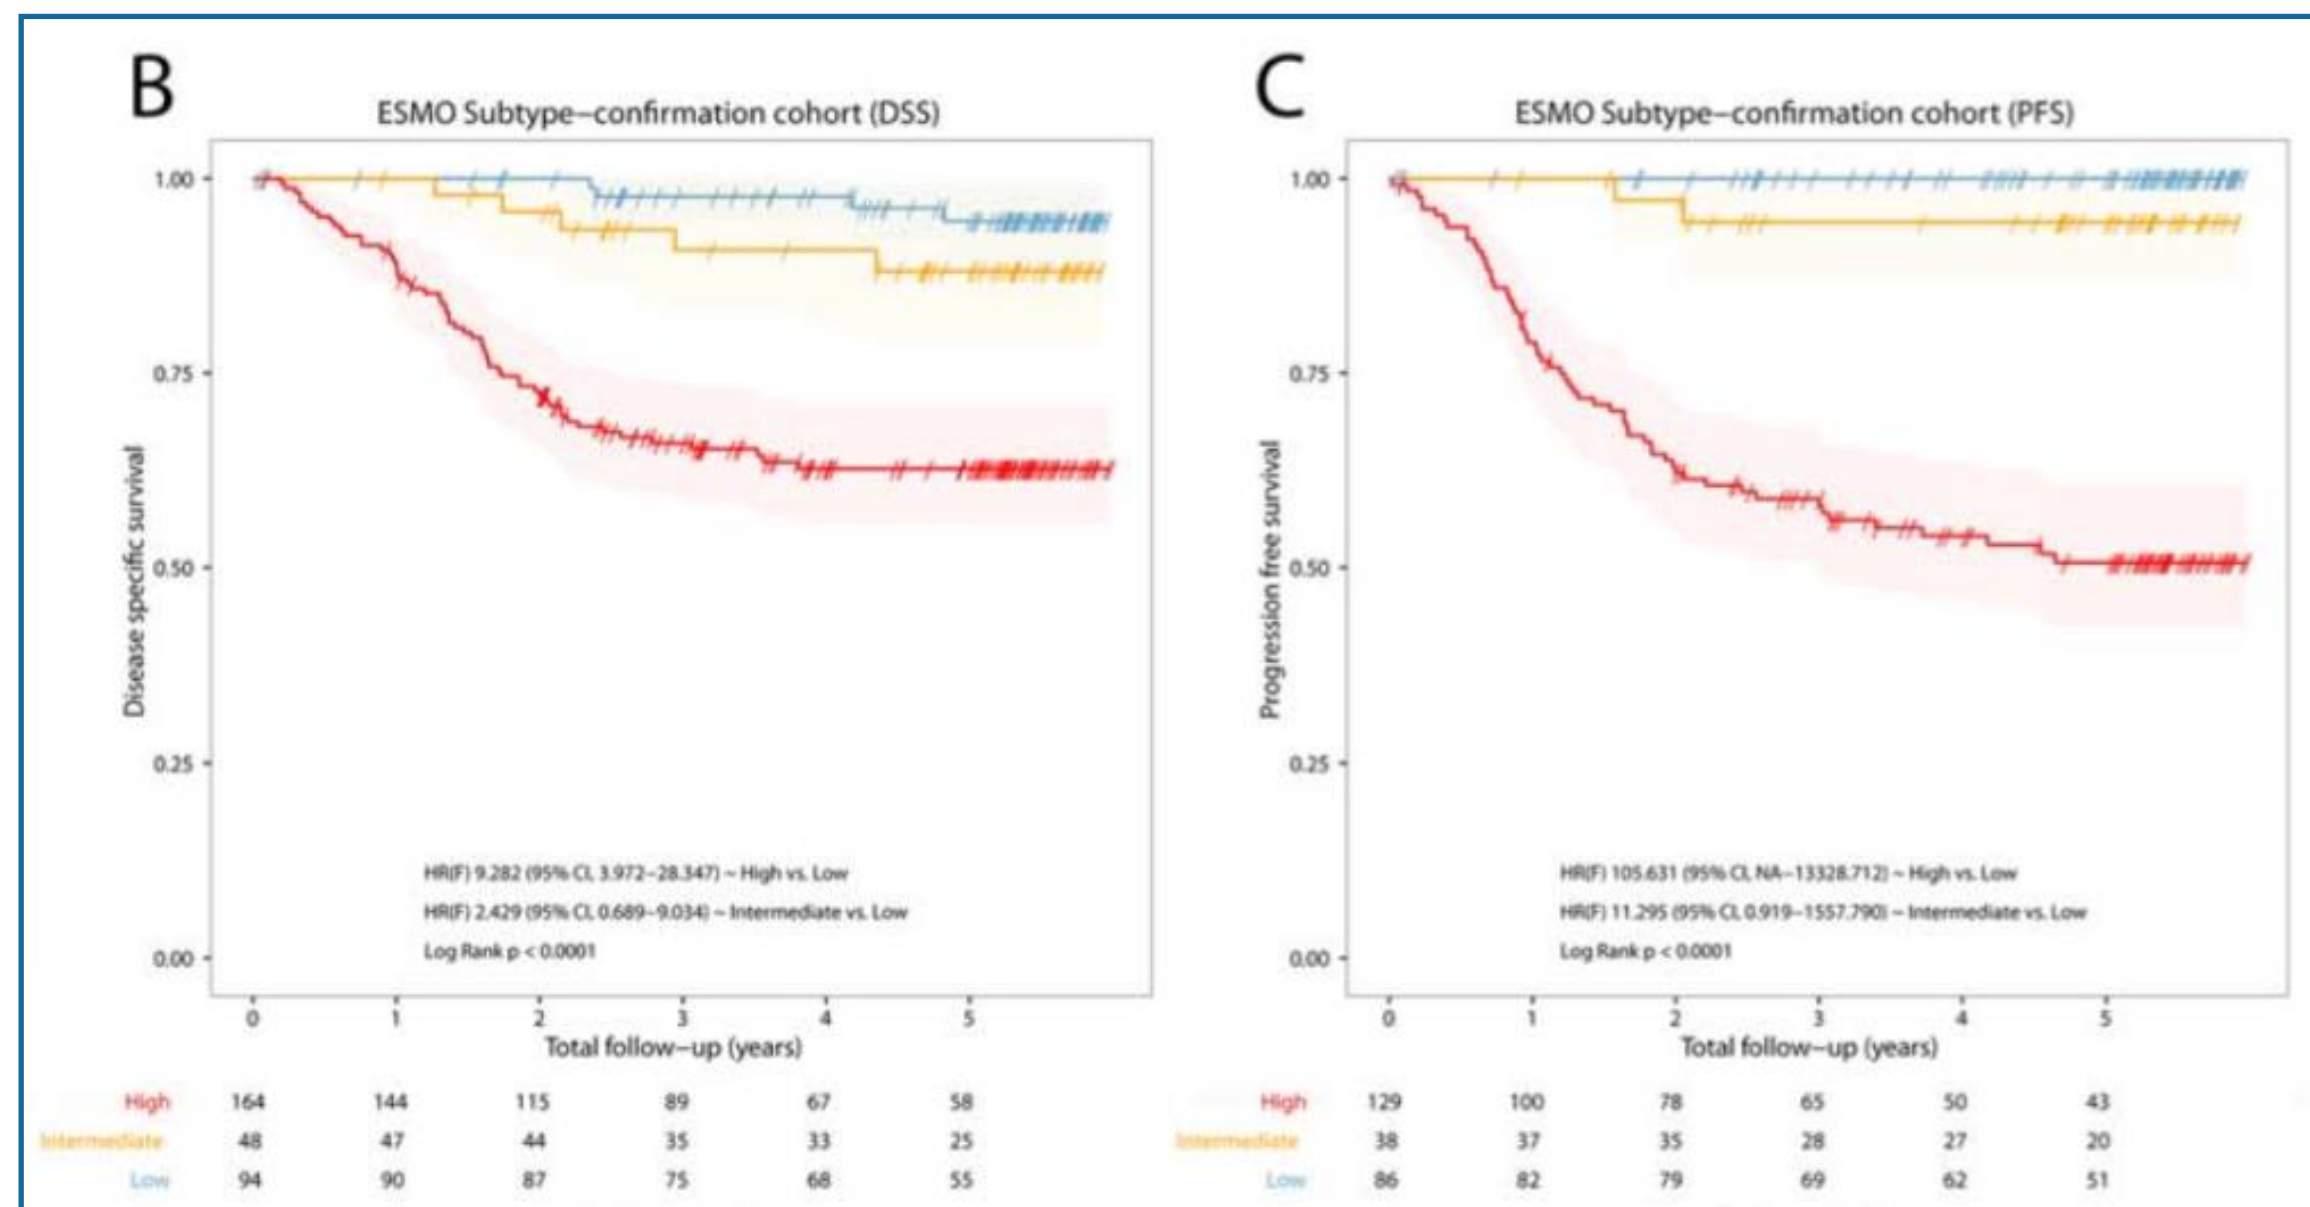 B
ESMO Subtype–confirmation cohort (DSS)
1.00
0.75
0.50
0.25
0.00
Disease specific survival
HR(F) 9.282 (95% CI, 3.972–28.347) ~ High vs. Low
HR(F) 2.429 (95% CI, 0.689–9.034) ~ Intermediate vs. Low
Log Rank p < 0.0001
0 1 2 3 4 5
Total follow–up (years)
High 164 144 115 89 67 58
Intermediate 48 47 44 35 33 25
Low 94 90 87 75 68 55
C
ESMO Subtype–confirmation cohort (PFS)
1.00
0.75
0.50
0.25
0.00
Progression free survival
HR(F) 105.631 (95% CI, NA–13328.712) ~ High vs. Low
HR(F) 11.295 (95% CI, 0.919–1557.790) ~ Intermediate vs. Low
Log Rank p < 0.0001
0 1 2 3 4 5
Total follow–up (years)
High 129 100 78 65 50 43
Intermediate 38 37 35 28 27 20
Low 86 82 79 69 62 51